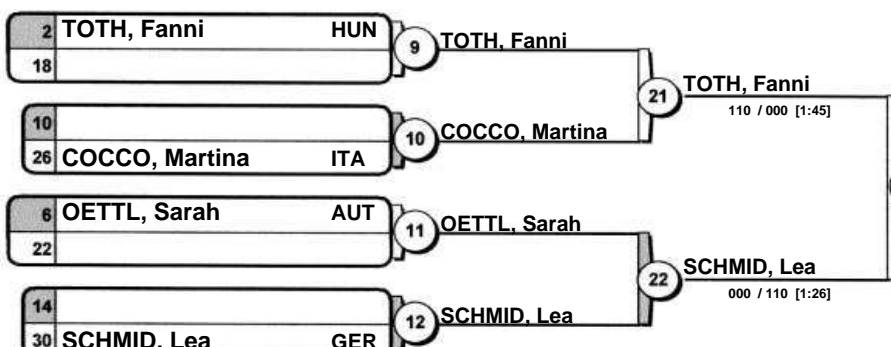 2 TOTH, Fanni HUN
18
9 TOTH, Fanni
21 TOTH, Fanni
110 / 000 [1:45]
10
26 COCCO, Martina ITA
10 COCCO, Martina
6 OETTL, Sarah AUT
22
11 OETTL, Sarah
22 SCHMID, Lea
000 / 110 [1:26]
14
30 SCHMID, Lea GER
12 SCHMID, Lea